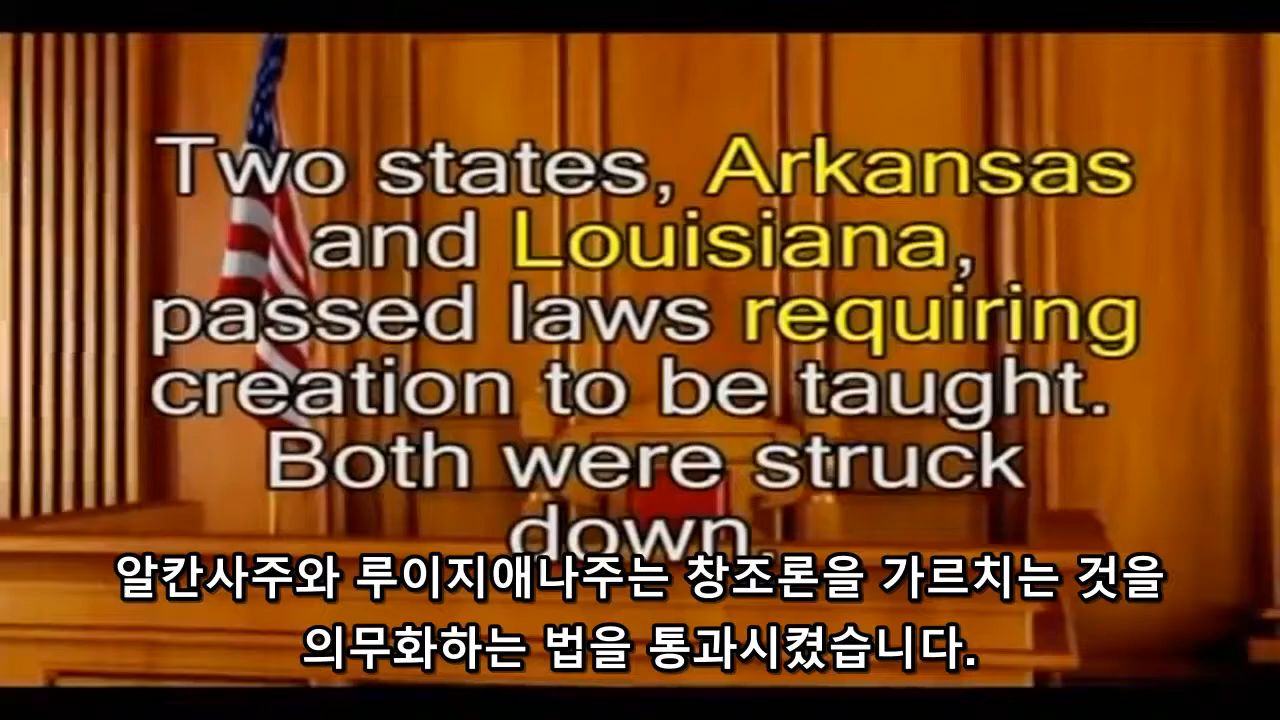 Two states, Arkansas
and Louisiana,
passed laws requiring
creation to be taught.
Both were struck
down.
알칸사주와 루이지애나주는 창조론을 가르치는 것을
의무화하는 법을 통과시켰습니다.